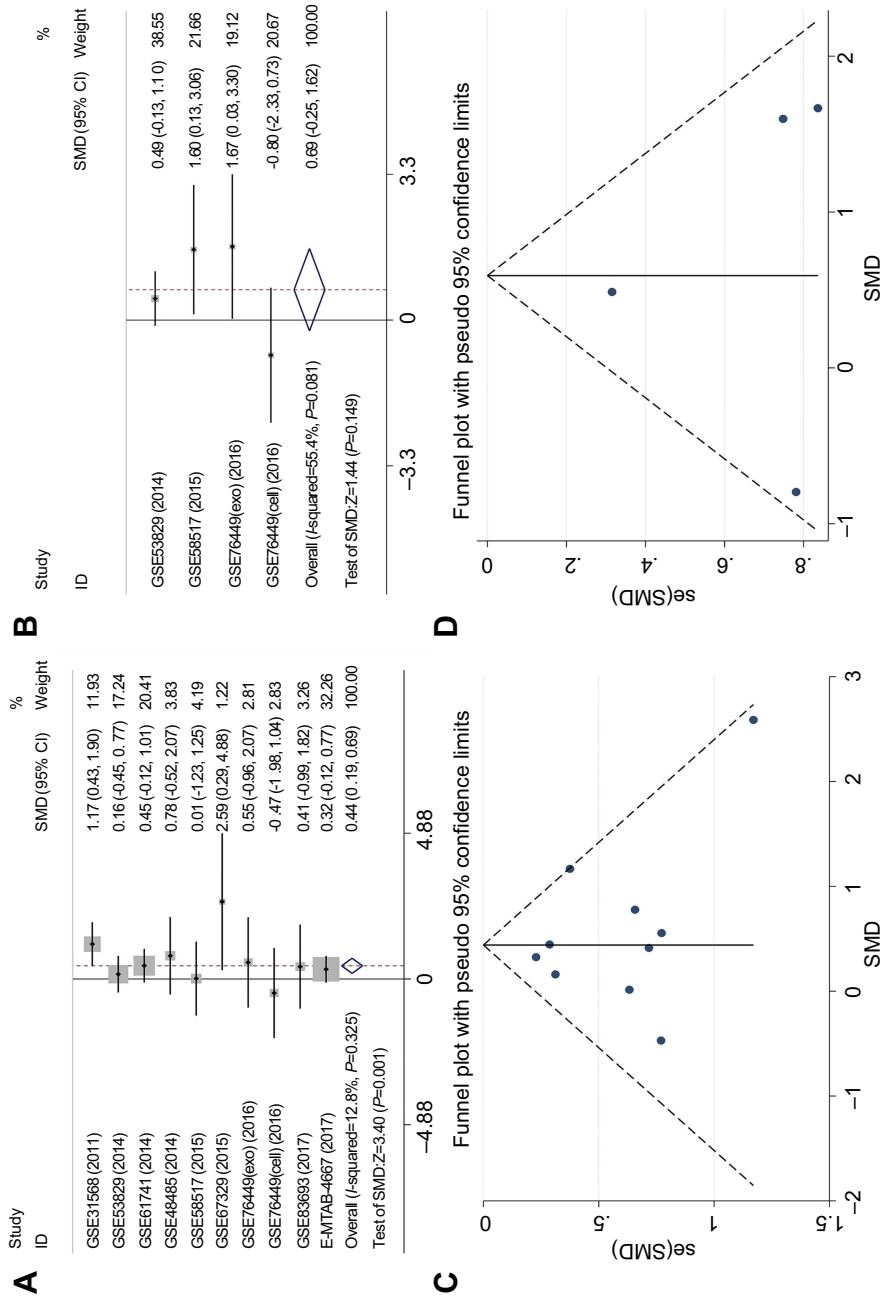 A
Study %
ID SMD (95% CI) Weight
GSE31568 (2011) 1.17 (0.43, 1.90) 11.93
GSE53829 (2014) 0.16 (-0.45, 0.77) 17.24
GSE61741 (2014) 0.45 (-0.12, 1.01) 20.41
GSE48485 (2014) 0.78 (-0.52, 2.07) 3.83
GSE58517 (2015) 0.01 (-1.23, 1.25) 4.19
GSE67329 (2015) 2.59 (0.29, 4.88) 1.22
GSE76449(exo) (2016) 0.55 (-0.96, 2.07) 2.81
GSE76449(cell) (2016) -0.47 (-1.98, 1.04) 2.83
GSE83693 (2017) 0.41 (-0.99, 1.82) 3.26
E-MTAB-4667 (2017) 0.32 (-0.12, 0.77) 32.26
Overall (I-squared=12.8%, P=0.325) 0.44 (0.19, 0.69) 100.00
Test of SMD:Z=3.40 (P=0.001)
−4.88 0 4.88
B
Study %
ID SMD (95% CI) Weight
GSE53829 (2014) 0.49 (-0.13, 1.10) 38.55
GSE58517 (2015) 1.60 (0.13, 3.06) 21.66
GSE76449(exo) (2016) 1.67 (0.03, 3.30) 19.12
GSE76449(cell) (2016) -0.80 (-2.33, 0.73) 20.67
Overall (I-squared=55.4%, P=0.081) 0.69 (-0.25, 1.62) 100.00
Test of SMD:Z=1.44 (P=0.149)
−3.3 0 3.3
C
Funnel plot with pseudo 95% confidence limits
se(SMD)
0
.5
1
1.5
−2 −1 0 1 2 3
SMD
D
Funnel plot with pseudo 95% confidence limits
se(SMD)
0
.2
.4
.6
.8
−1 0 1 2
SMD